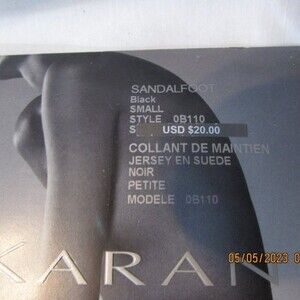 SANDALFOOT
Black
SMALL
STYLE 0B110
S USD $20.00
COLLANT DE MAINTIEN
JERSEY EN SUEDE
NOIR
PETITE
MODELE 0B110
KARAN
05/05/2023 0